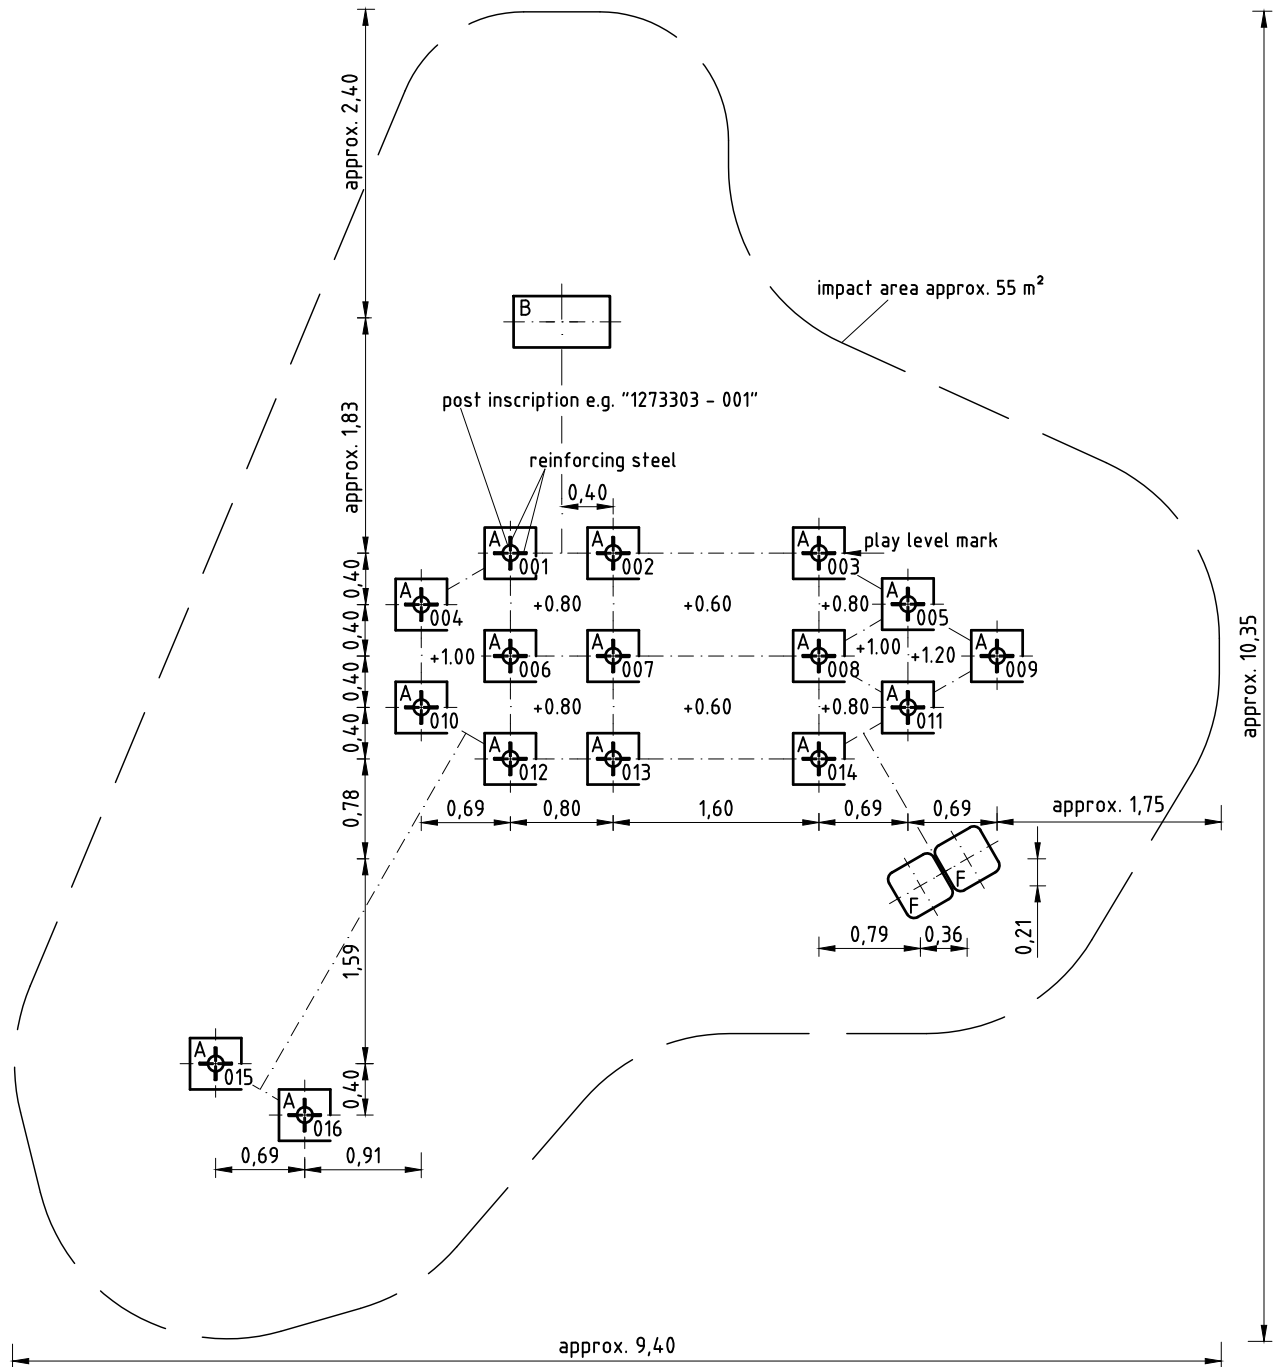 approx. 2,40
impact area approx. 55 m²
B
post inscription e.g. "1273303 - 001"
approx. 1,83
reinforcing steel
0,40
A
001
A
002
A
003
play level mark
0,40
A
004
+0.80
+0.60
+0.80
A
005
0,40
+1.00
A
006
A
007
A
008
+1.00
+1.20
A
009
approx. 10,35
0,40
A
010
+0.80
+0.60
+0.80
A
011
0,40
A
012
A
013
A
014
0,78
0,69
0,80
1,60
0,69
0,69
approx. 1,75
F
F
0,79
0,36
0,21
1,59
A
015
0,40
A
016
0,69
0,91
approx. 9,40